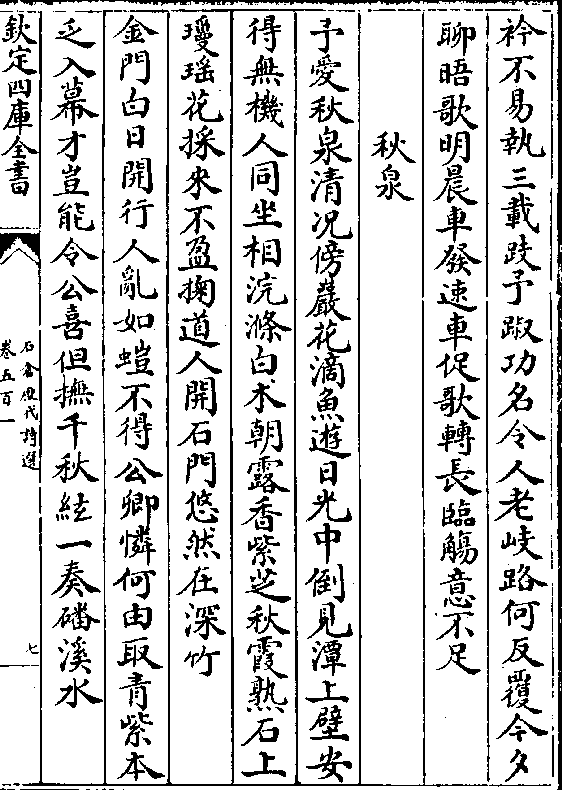 衿不易執三載跂予踧功名令人老岐路何反覆今夕
聊晤歌明晨車發速車促歌轉長臨觴意不足
秋泉
予愛秋泉清况傍巖花滴魚遊日光中倒見潭上壁安
得無機人同坐相浣滌白朮朝露香紫芝秋霞熟石上
瓊瑤花採來不盈掬道人開石門悠然在深竹
金門白日開行人亂如螘不得公卿憐何由取青紫本
乏入幕才豈能令公喜但撫千秋絃一奏磻溪水
欽定四庫全書
石倉歷代詩選
卷五百一
七